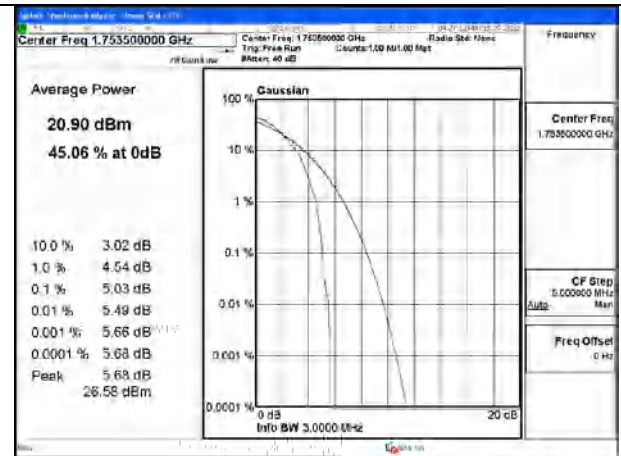 Center Freq 1.753500000 GHz
Center Freq: 1.753500000 GHz
Radio Std: None
Trig: Free Run
Counts:1.00 M/1.00 Mpt
#Atten: 40 dB
Frequency
Average Power
20.90 dBm
45.06 % at 0dB
10.0 % 3.02 dB
1.0 % 4.54 dB
0.1 % 5.03 dB
0.01 % 5.49 dB
0.001 % 5.66 dB
0.0001 % 5.68 dB
Peak 5.68 dB
26.58 dBm
Gaussian
100 %
10 %
1 %
0.1 %
0.01 %
0.001 %
0.0001 %
0 dB
20 dB
Info BW 3.0000 MHz
Center Freq
1.753500000 GHz
CF Step
5.000000 MHz
Auto Man
Freq Offset
0 Hz